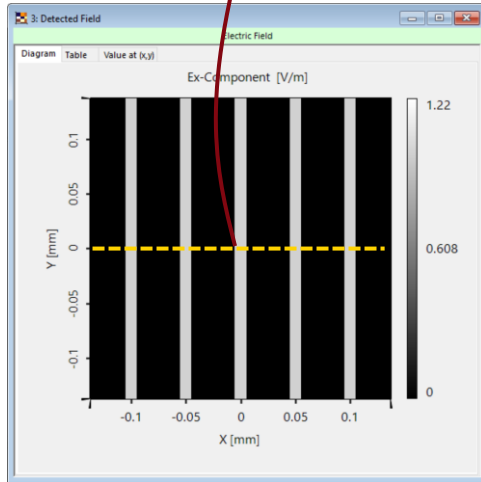 3: Detected Field
Electric Field
Diagram Table Value at (x,y)
Ex-Component [V/m]
1.22
0.608
0
0.1
0.05
0
-0.05
-0.1
Y [mm]
-0.1 -0.05 0 0.05 0.1
X [mm]